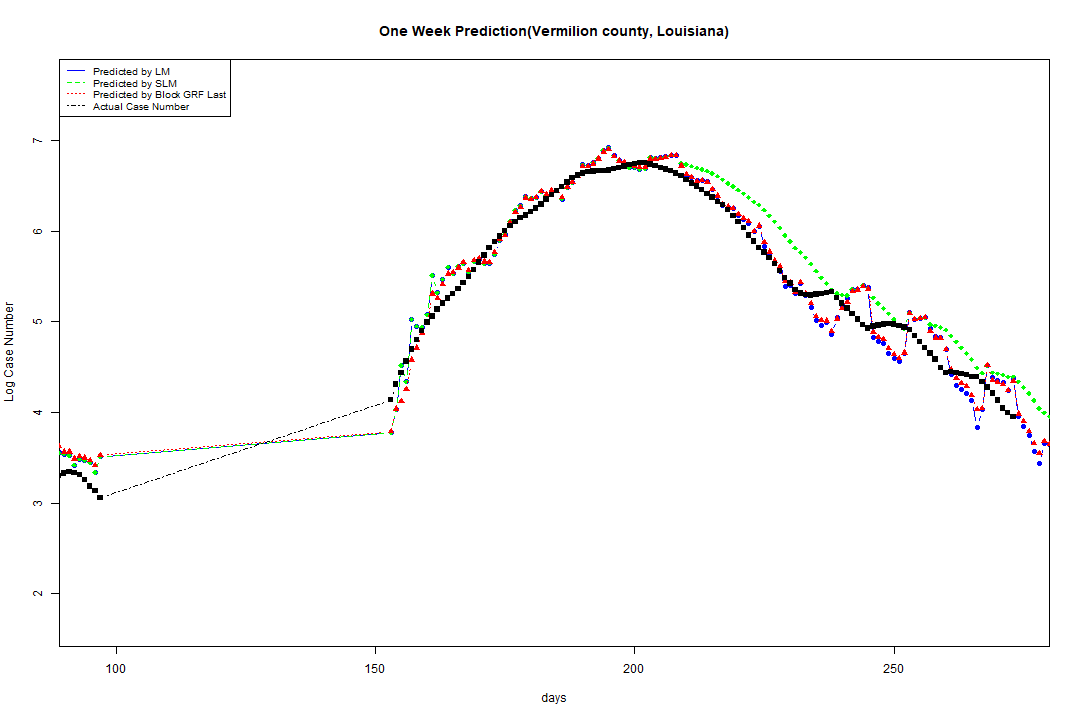 One Week Prediction(Vermilion county, Louisiana)
Predicted by LM
Predicted by SLM
Predicted by Block GRF Last
Actual Case Number
7
6
5
4
3
2
Log Case Number
100 150 200 250
days